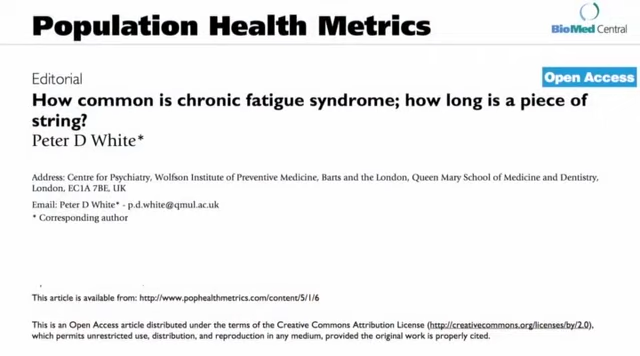 Population Health Metrics
BioMed Central
Editorial
Open Access
How common is chronic fatigue syndrome; how long is a piece of
string?
Peter D White*
Address: Centre for Psychiatry, Wolfson Institute of Preventive Medicine, Barts and the London, Queen Mary School of Medicine and Dentistry,
London, EC1A 7BE, UK
Email: Peter D White* - p.d.white@qmul.ac.uk
* Corresponding author
This article is available from: http://www.pophealthmetrics.com/content/5/1/6
This is an Open Access article distributed under the terms of the Creative Commons Attribution License (http://creativecommons.org/licenses/by/2.0),
which permits unrestricted use, distribution, and reproduction in any medium, provided the original work is properly cited.